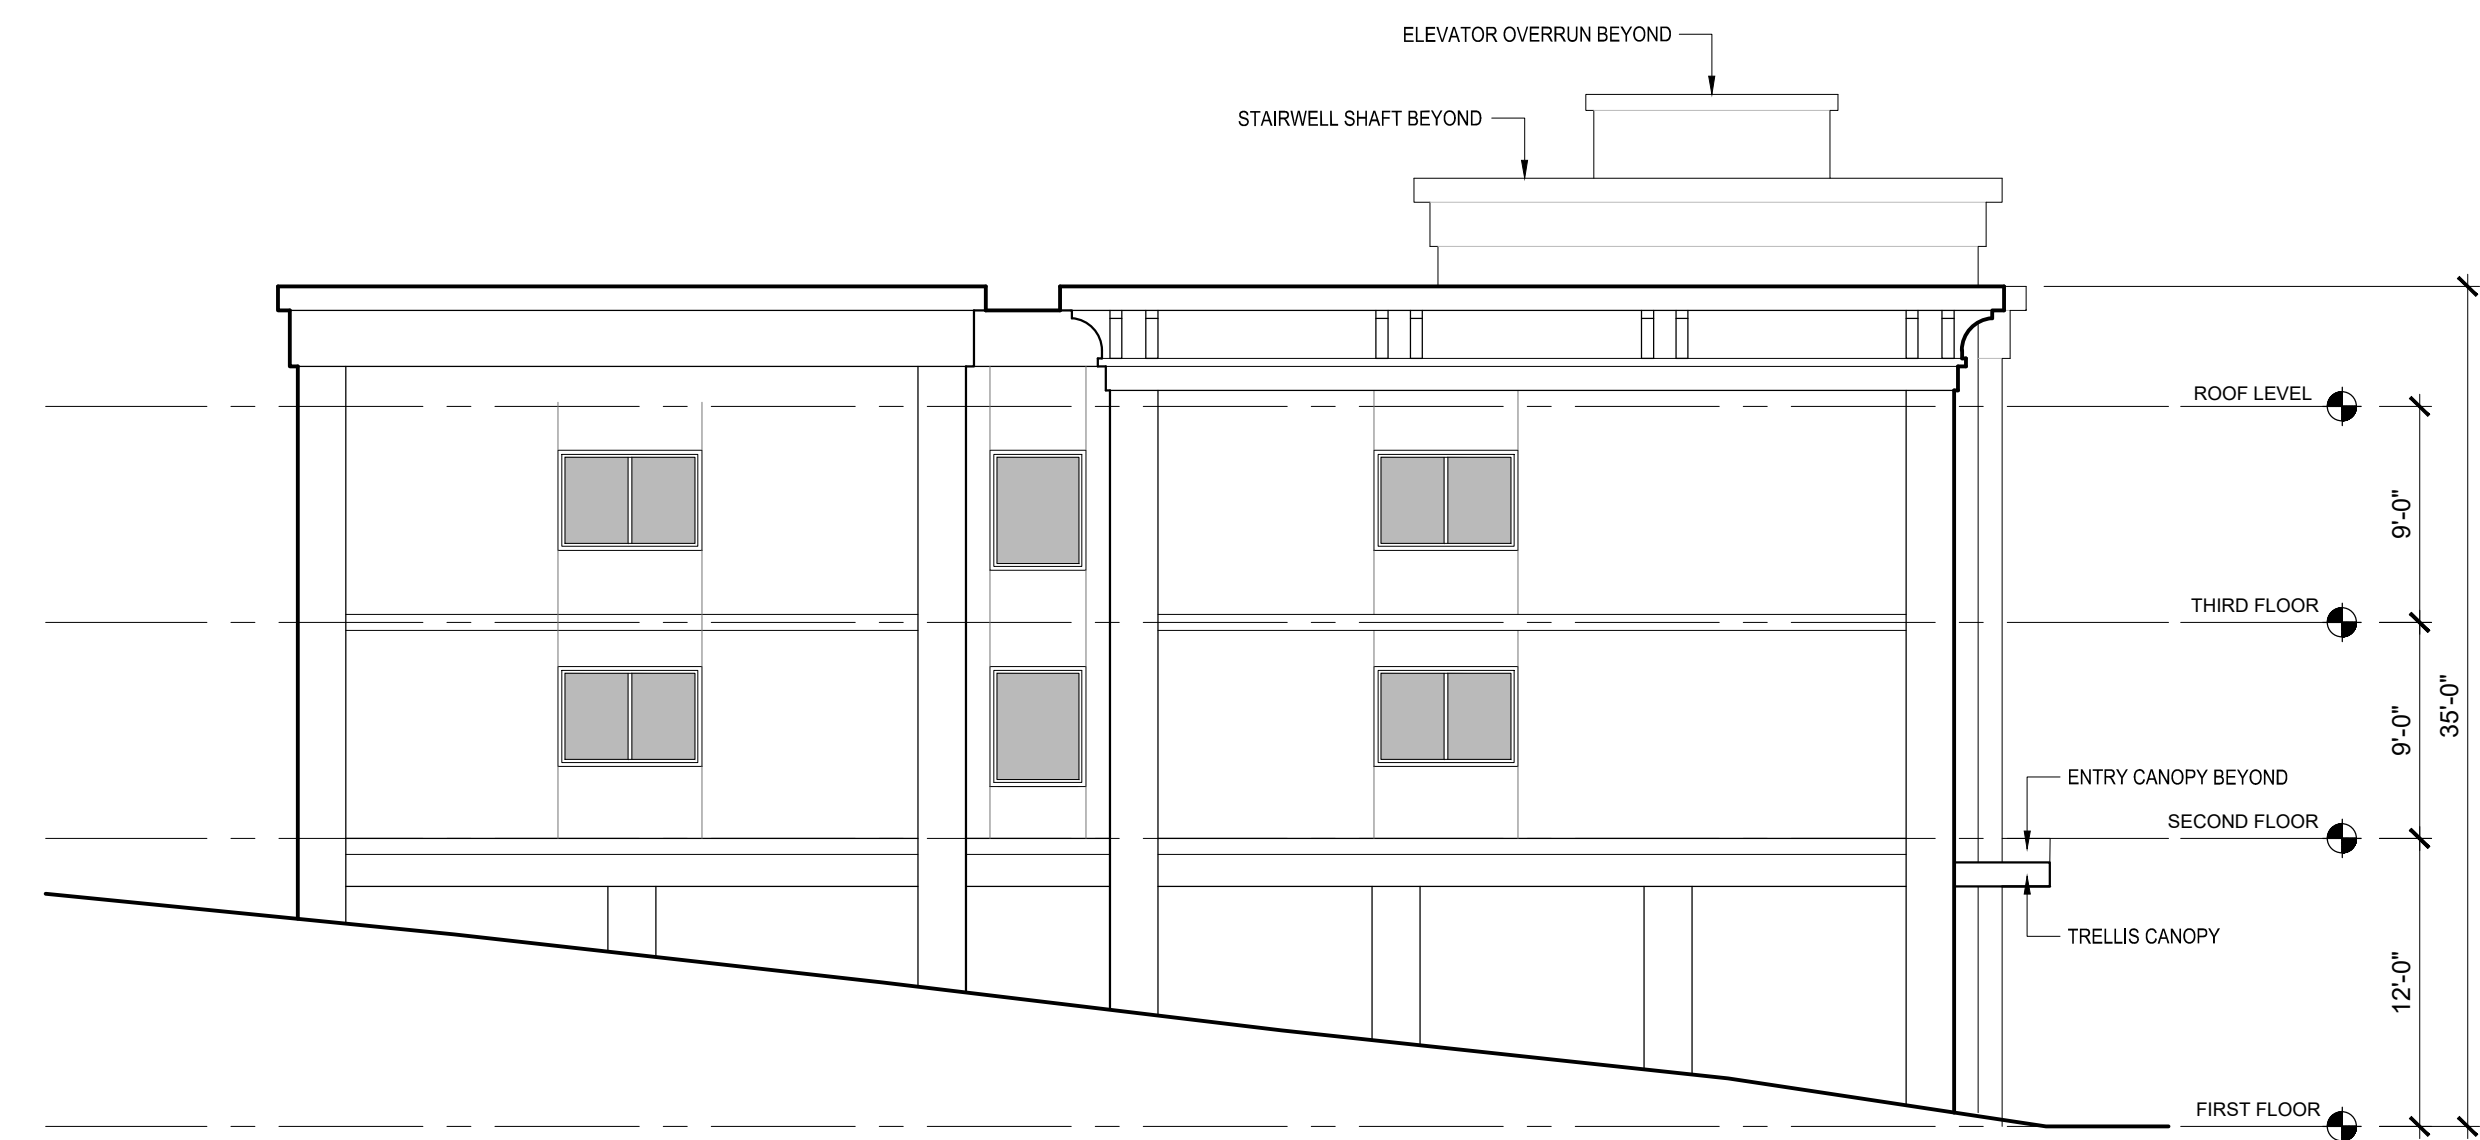 ELEVATOR OVERRUN BEYOND
STAIRWELL SHAFT BEYOND
ROOF LEVEL
9'-0"
THIRD FLOOR
35'-0"
9'-0"
ENTRY CANOPY BEYOND
SECOND FLOOR
TRELLIS CANOPY
12'-0"
FIRST FLOOR